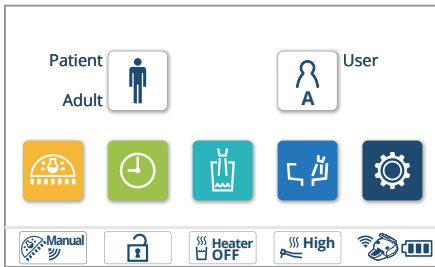 Patient
User
Adult
A
Manual
Heater
OFF
High